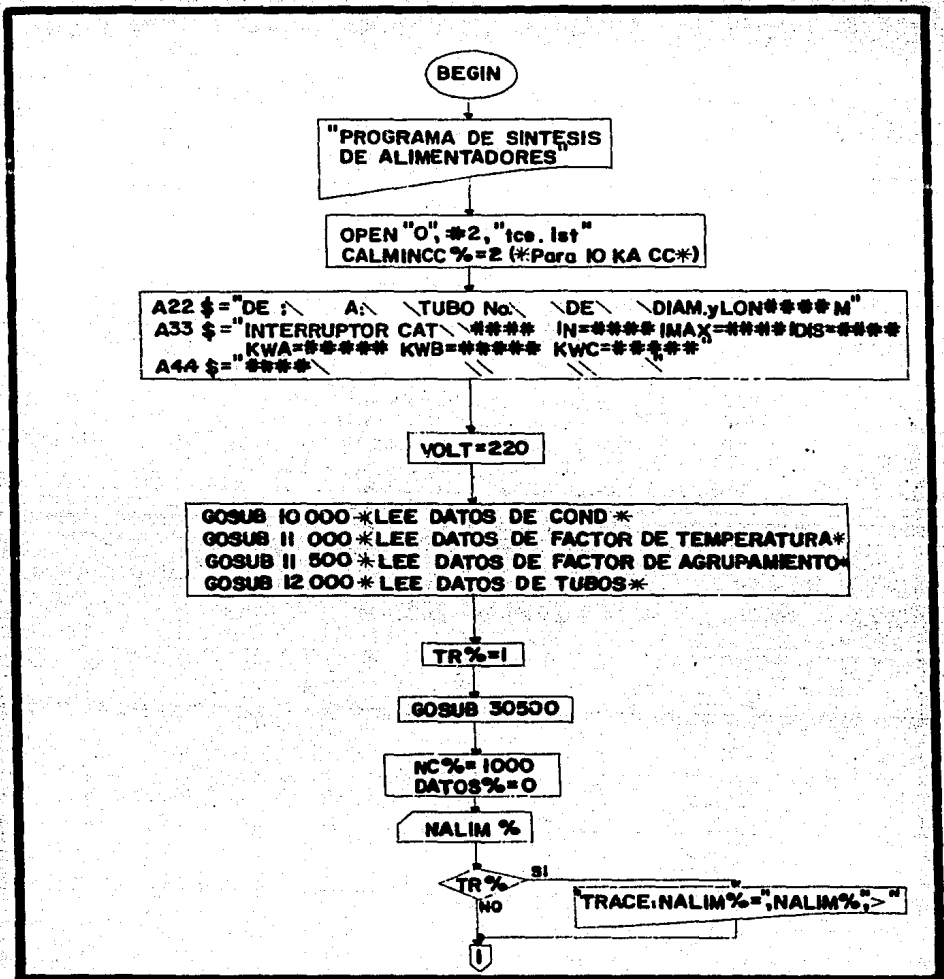 BEGIN
"PROGRAMA DE SINTESIS
DE ALIMENTADORES"
OPEN "O", #2, "tce.lst"
CALMINCC %=2 (*Para 10 KA CC*)
A22 $="DE :\ A:\ \TUBO No:\ \DE\ \DIAM.yLON####M"
A33 $="INTERRUPTOR CAT\ \#### IN=#### IMAX=####IDIS=####
KWA=##### KWB=##### KWC=#####"
A44 $="####\ \\ \\ \"
VOLT=220
GOSUB 10 000 *LEE DATOS DE COND *
GOSUB 11 000 *LEE DATOS DE FACTOR DE TEMPERATURA*
GOSUB 11 500 *LEE DATOS DE FACTOR DE AGRUPAMIENTO*
GOSUB 12 000 * LEE DATOS DE TUBOS*
TR%=1
GOSUB 30500
NC%=1000
DATOS%=0
NALIM %
TR%
SI
"TRACE:NALIM%=",NALIM%">"
NO
1